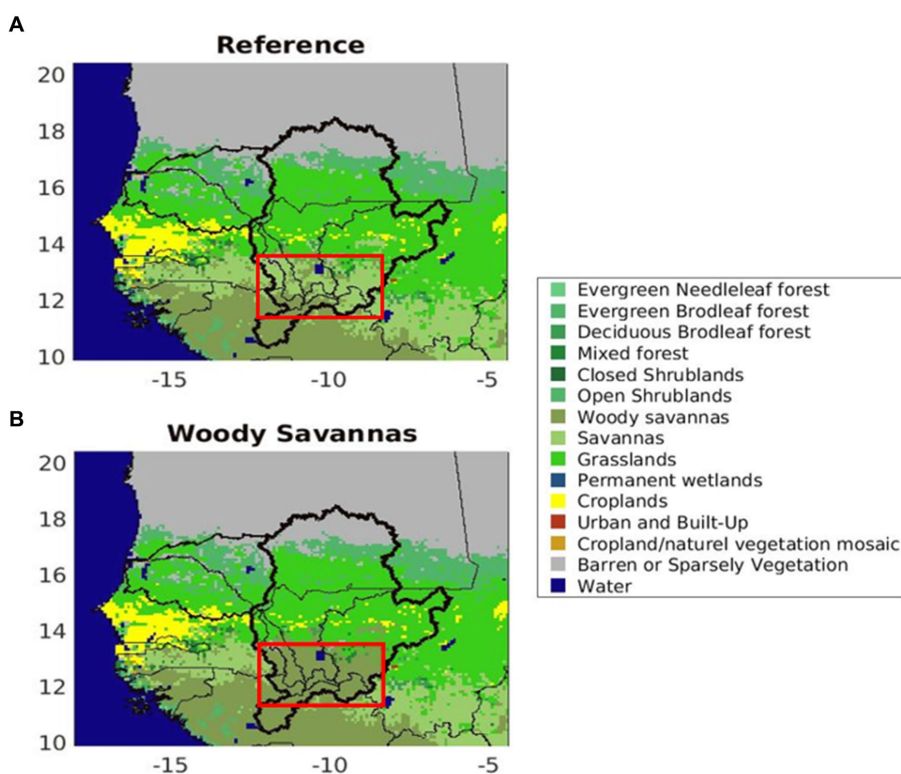 A
Reference
20
18
16
14
12
10
-15
-10
-5
B
Woody Savannas
20
18
16
14
12
10
-15
-10
-5
Evergreen Needleleaf forest
Evergreen Brodleaf forest
Deciduous Brodleaf forest
Mixed forest
Closed Shrublands
Open Shrublands
Woody savannas
Savannas
Grasslands
Permanent wetlands
Croplands
Urban and Built-Up
Cropland/naturel vegetation mosaic
Barren or Sparsely Vegetation
Water